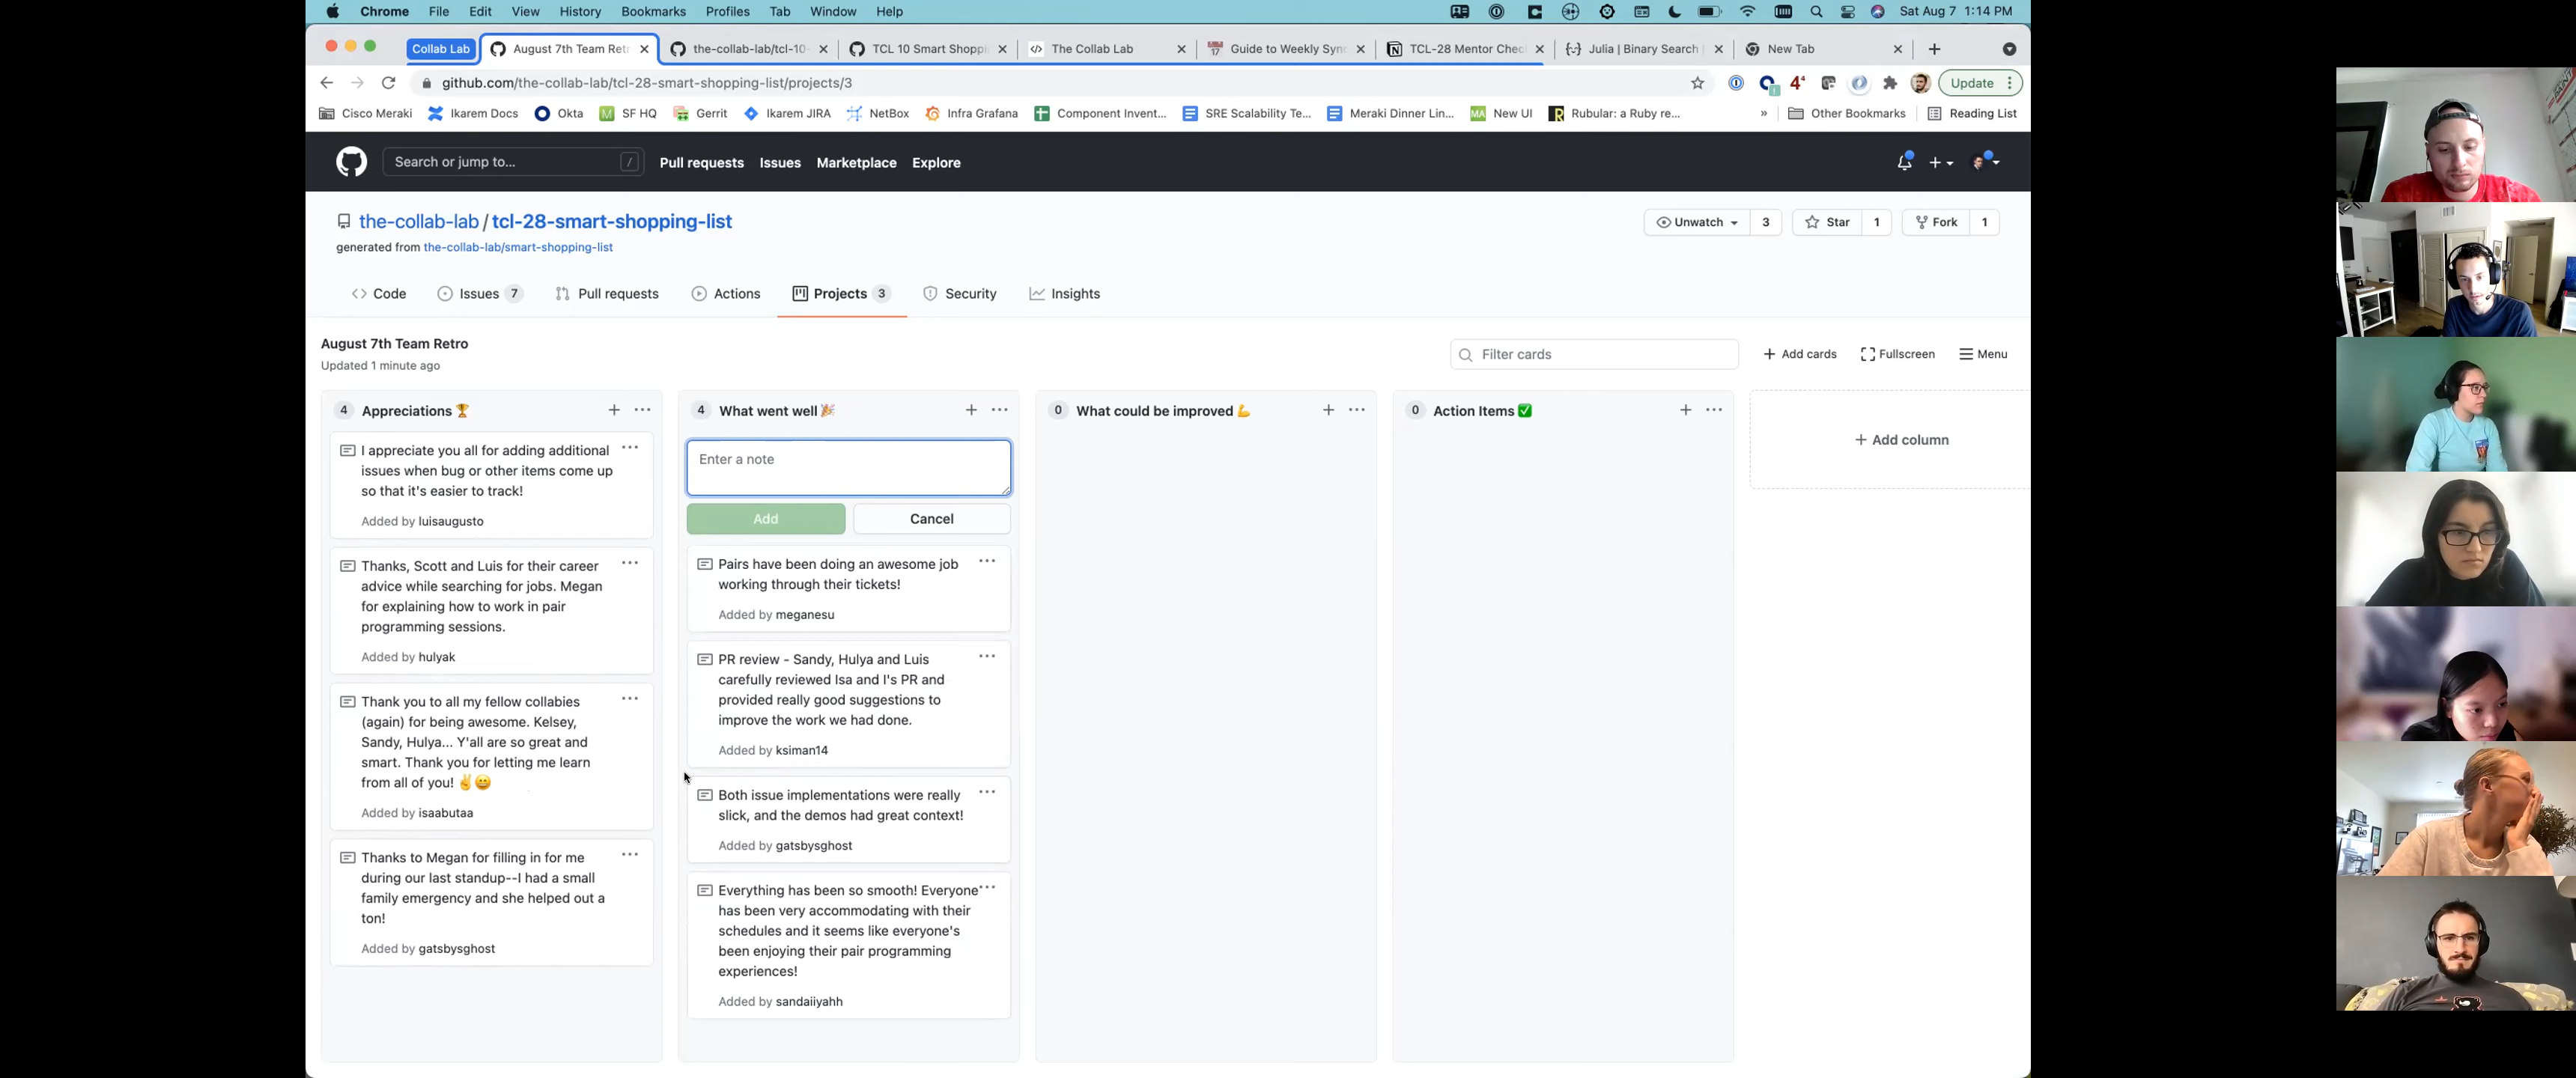 Chrome File Edit View History Bookmarks Profiles Tab Window Help
Sat Aug 7 1:14 PM
Collab Lab
August 7th Team Ret
the-collab-lab/tcl-10-
TCL 10 Smart Shoppi
The Collab Lab
Guide to Weekly Syn
TCL-28 Mentor Chec
Julia | Binary Search
New Tab
github.com/the-collab-lab/tcl-28-smart-shopping-list/projects/3
Update
Cisco Meraki Ikarem Docs Okta SF HQ Gerrit Ikarem JIRA NetBox Infra Grafana Component Invent... SRE Scalability Te... Meraki Dinner Lin... New UI Rubular: a Ruby re... » Other Bookmarks Reading List
Search or jump to... /
Pull requests Issues Marketplace Explore
the-collab-lab / tcl-28-smart-shopping-list
Unwatch 3 Star 1 Fork 1
generated from the-collab-lab/smart-shopping-list
Code Issues 7 Pull requests Actions Projects 3 Security Insights
August 7th Team Retro
Updated 1 minute ago
Filter cards
+ Add cards Fullscreen Menu
4 Appreciations 🏆
I appreciate you all for adding additional
issues when bug or other items come up
so that it's easier to track!
Added by luisaugusto
Thanks, Scott and Luis for their career
advice while searching for jobs. Megan
for explaining how to work in pair
programming sessions.
Added by hulyak
Thank you to all my fellow collabies
(again) for being awesome. Kelsey,
Sandy, Hulya... Y'all are so great and
smart. Thank you for letting me learn
from all of you! ✌️😄
Added by isaabutaa
Thanks to Megan for filling in for me
during our last standup--I had a small
family emergency and she helped out a
ton!
Added by gatsbysghost
4 What went well 🎉
Enter a note
Add Cancel
Pairs have been doing an awesome job
working through their tickets!
Added by meganesu
PR review - Sandy, Hulya and Luis
carefully reviewed Isa and I's PR and
provided really good suggestions to
improve the work we had done.
Added by ksiman14
Both issue implementations were really
slick, and the demos had great context!
Added by gatsbysghost
Everything has been so smooth! Everyone
has been very accommodating with their
schedules and it seems like everyone's
been enjoying their pair programming
experiences!
Added by sandaiiyahh
0 What could be improved 💪
0 Action Items ✅
+ Add column